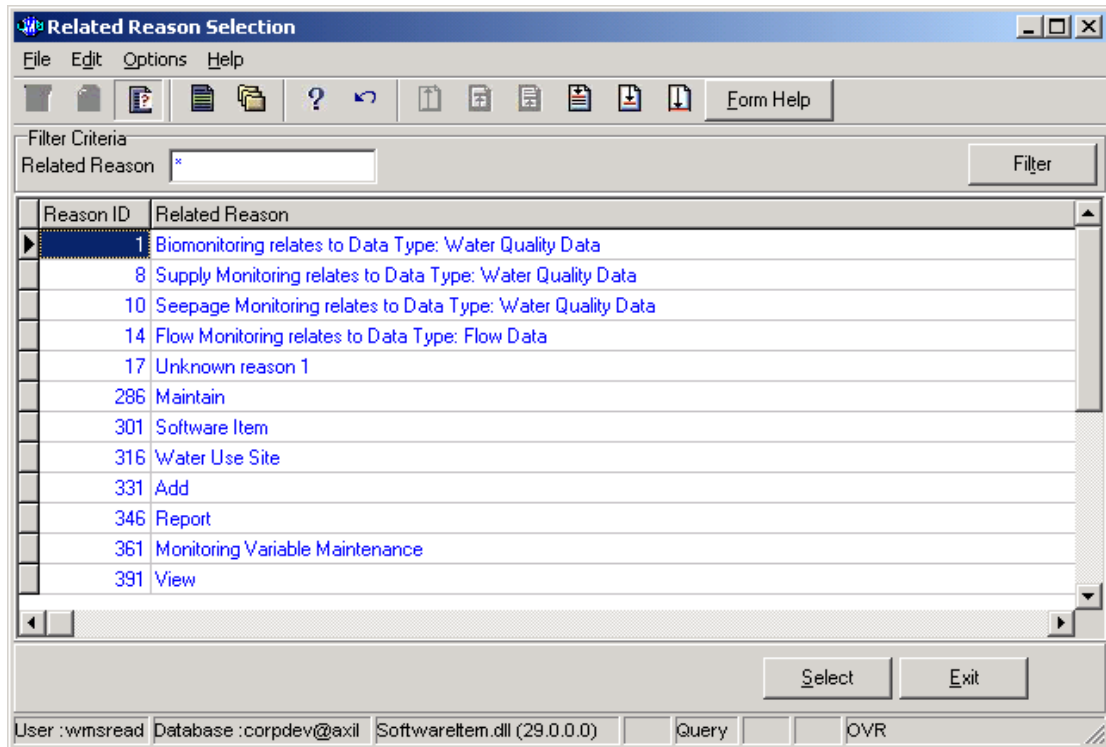 Related Reason Selection
File Edit Options Help
Form Help
Filter Criteria
Related Reason *
Filter
Reason ID Related Reason
1 Biomonitoring relates to Data Type: Water Quality Data
8 Supply Monitoring relates to Data Type: Water Quality Data
10 Seepage Monitoring relates to Data Type: Water Quality Data
14 Flow Monitoring relates to Data Type: Flow Data
17 Unknown reason 1
286 Maintain
301 Software Item
316 Water Use Site
331 Add
346 Report
361 Monitoring Variable Maintenance
391 View
Select Exit
User :wmsread Database :corpdev@axil SoftwareItem.dll (29.0.0.0) Query OVR